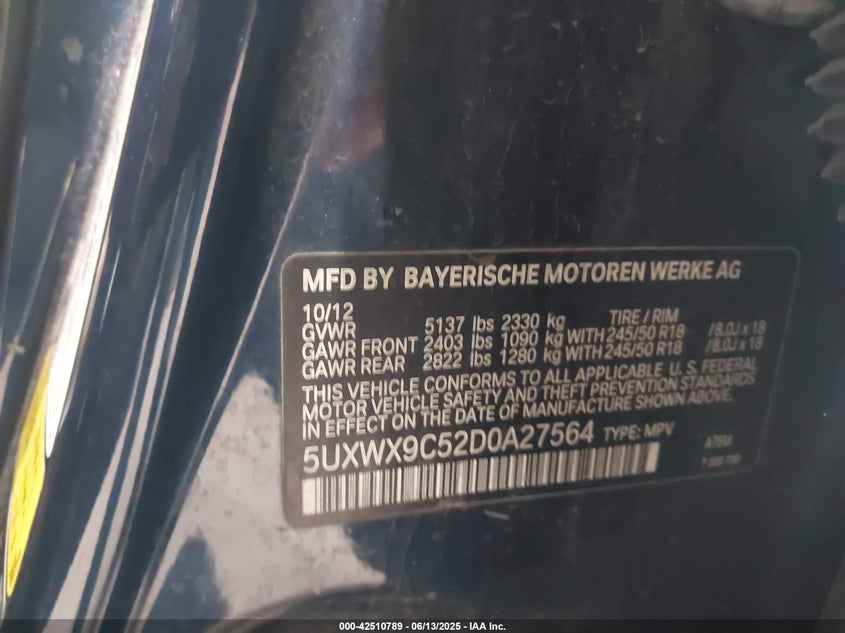 MFD BY BAYERISCHE MOTOREN WERKE AG
10/12 TIRE / RIM
GVWR 5137 lbs 2330 kg
GAWR FRONT 2403 lbs 1090 kg WITH 245/50 R18 /8.0J x 18
GAWR REAR 2822 lbs 1280 kg WITH 245/50 R18 /8.0J x 18
THIS VEHICLE CONFORMS TO ALL APPLICABLE U.S. FEDERAL
MOTOR VEHICLE SAFETY AND THEFT PREVENTION STANDARDS
IN EFFECT ON THE DATE OF MANUFACTURE SHOWN ABOVE.
5UXWX9C52D0A27564 TYPE: MPV
000-42510789 - 06/13/2025 - IAA Inc.